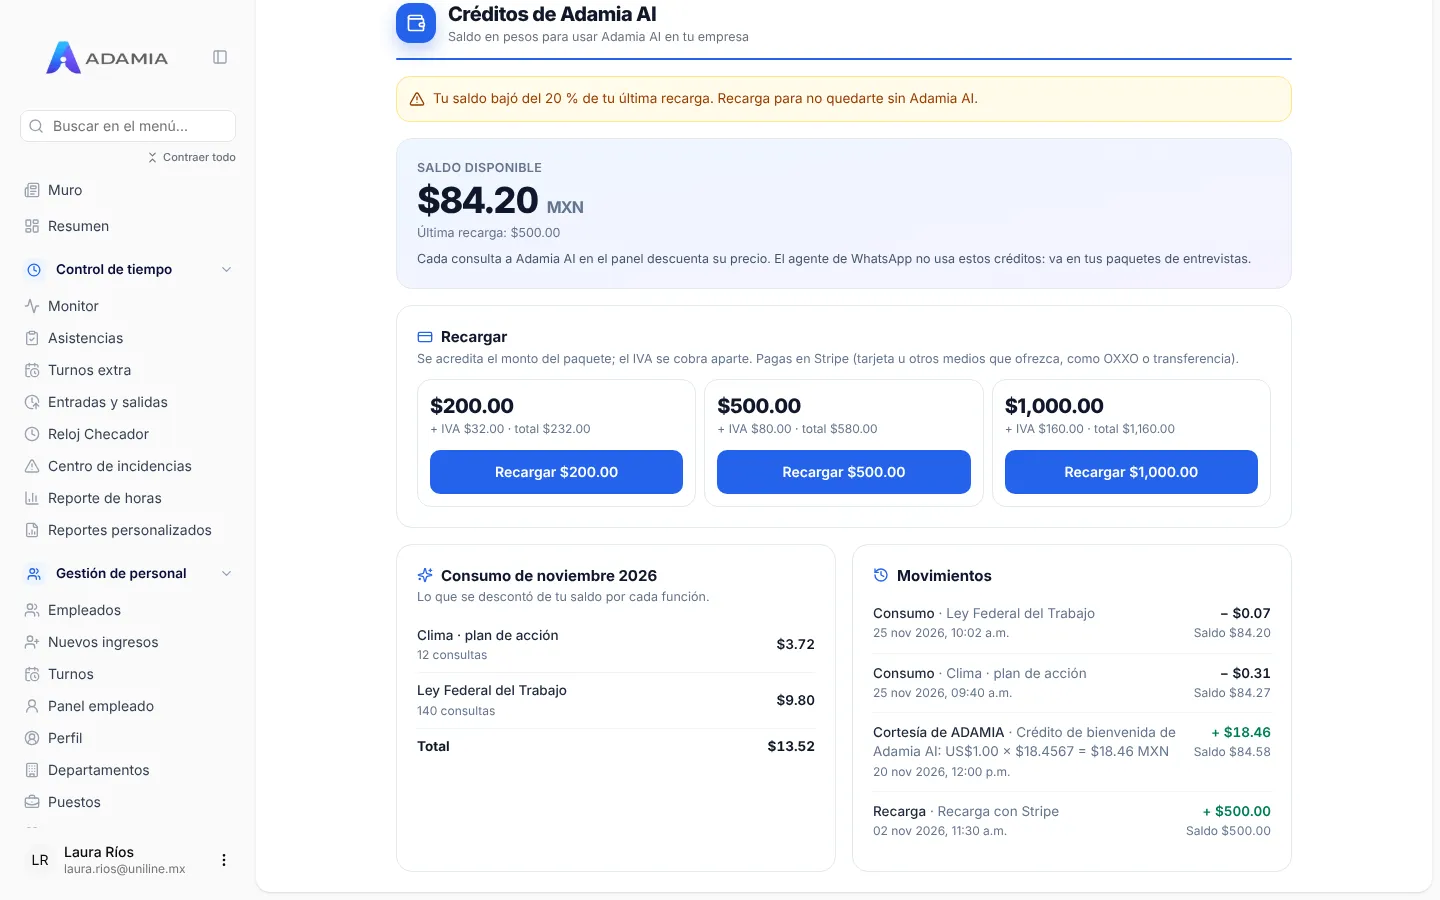 ADAMIA
Buscar en el menú...
Contraer todo
Muro
Resumen
Control de tiempo
Monitor
Asistencias
Turnos extra
Entradas y salidas
Reloj Checador
Centro de incidencias
Reporte de horas
Reportes personalizados
Gestión de personal
Empleados
Nuevos ingresos
Turnos
Panel empleado
Perfil
Departamentos
Puestos
LR
Laura Ríos
laura.rios@uniline.mx
Créditos de Adamia AI
Saldo en pesos para usar Adamia AI en tu empresa
Tu saldo bajó del 20 % de tu última recarga. Recarga para no quedarte sin Adamia AI.
SALDO DISPONIBLE
$84.20 MXN
Última recarga: $500.00
Cada consulta a Adamia AI en el panel descuenta su precio. El agente de WhatsApp no usa estos créditos: va en tus paquetes de entrevistas.
Recargar
Se acredita el monto del paquete; el IVA se cobra aparte. Pagas en Stripe (tarjeta u otros medios que ofrezca, como OXXO o transferencia).
$200.00
+ IVA $32.00 · total $232.00
Recargar $200.00
$500.00
+ IVA $80.00 · total $580.00
Recargar $500.00
$1,000.00
+ IVA $160.00 · total $1,160.00
Recargar $1,000.00
Consumo de noviembre 2026
Lo que se descontó de tu saldo por cada función.
Clima · plan de acción
12 consultas
$3.72
Ley Federal del Trabajo
140 consultas
$9.80
Total
$13.52
Movimientos
Consumo · Ley Federal del Trabajo
25 nov 2026, 10:02 a.m.
− $0.07
Saldo $84.20
Consumo · Clima · plan de acción
25 nov 2026, 09:40 a.m.
− $0.31
Saldo $84.27
Cortesía de ADAMIA · Crédito de bienvenida de
Adamia AI: US$1.00 × $18.4567 = $18.46 MXN
20 nov 2026, 12:00 p.m.
+ $18.46
Saldo $84.58
Recarga · Recarga con Stripe
02 nov 2026, 11:30 a.m.
+ $500.00
Saldo $500.00